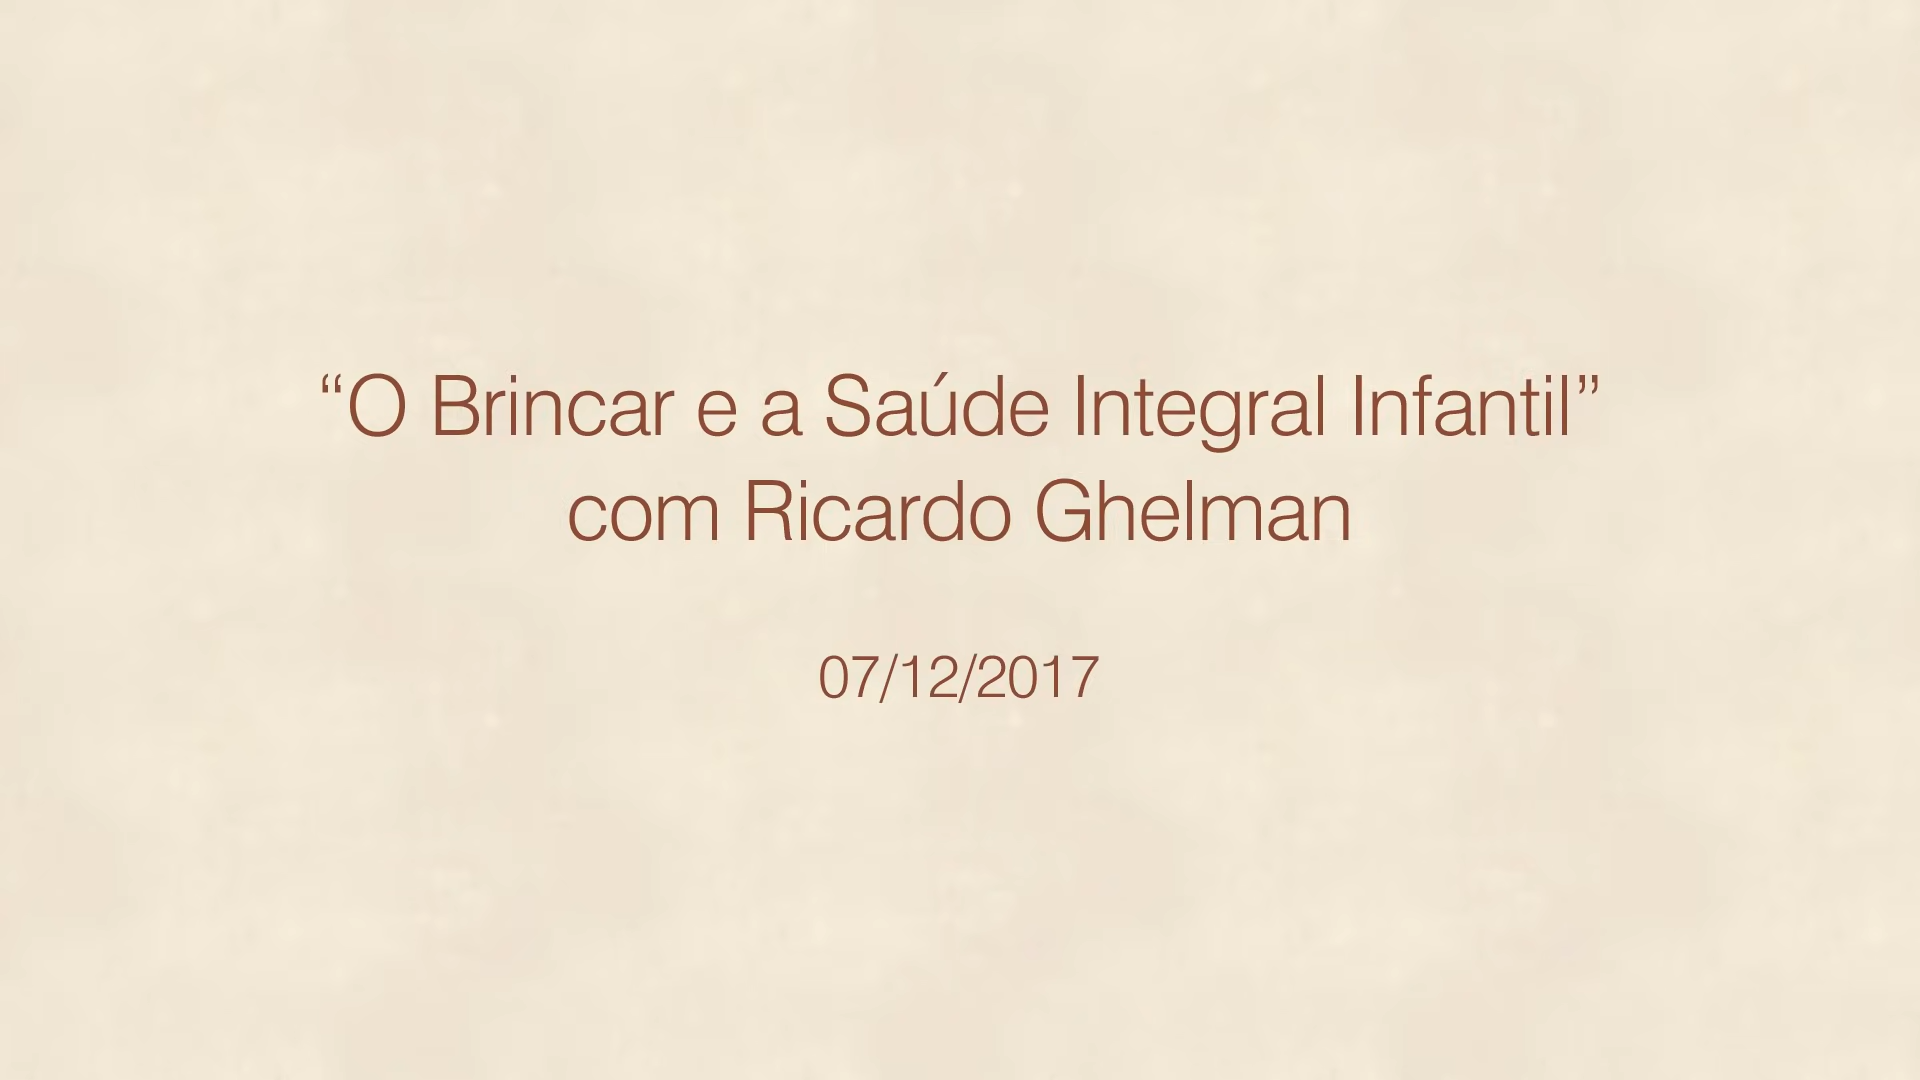 “O Brincar e a Saúde Integral Infantil”
com Ricardo Ghelman
07/12/2017